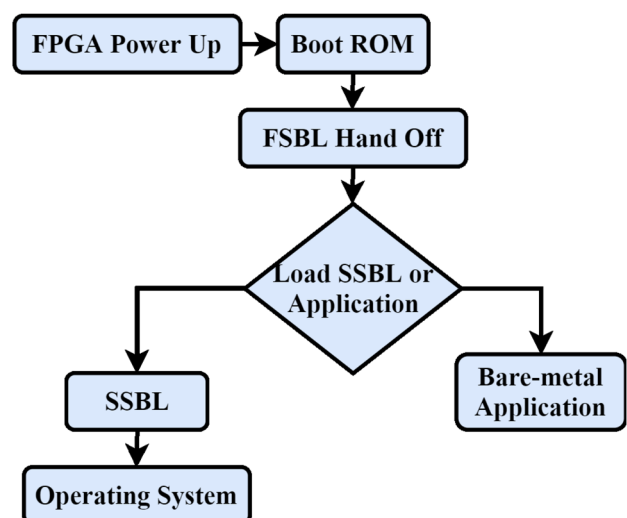 FPGA Power Up
Boot ROM
FSBL Hand Off
Load SSBL or
Application
SSBL
Bare-metal
Application
Operating System